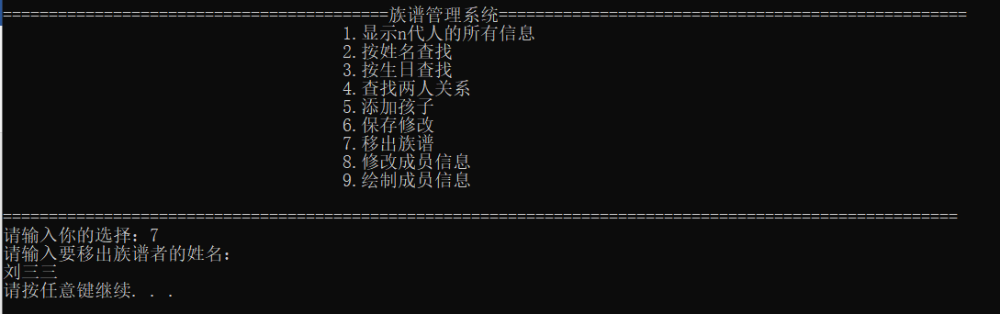 ==========================================族谱管理系统===================================================
1.显示n代人的所有信息
2.按姓名查找
3.按生日查找
4.查找两人关系
5.添加孩子
6.保存修改
7.移出族谱
8.修改成员信息
9.绘制成员信息
========================================================================================================
请输入你的选择：7
请输入要移出族谱者的姓名：
刘三三
请按任意键继续. . .